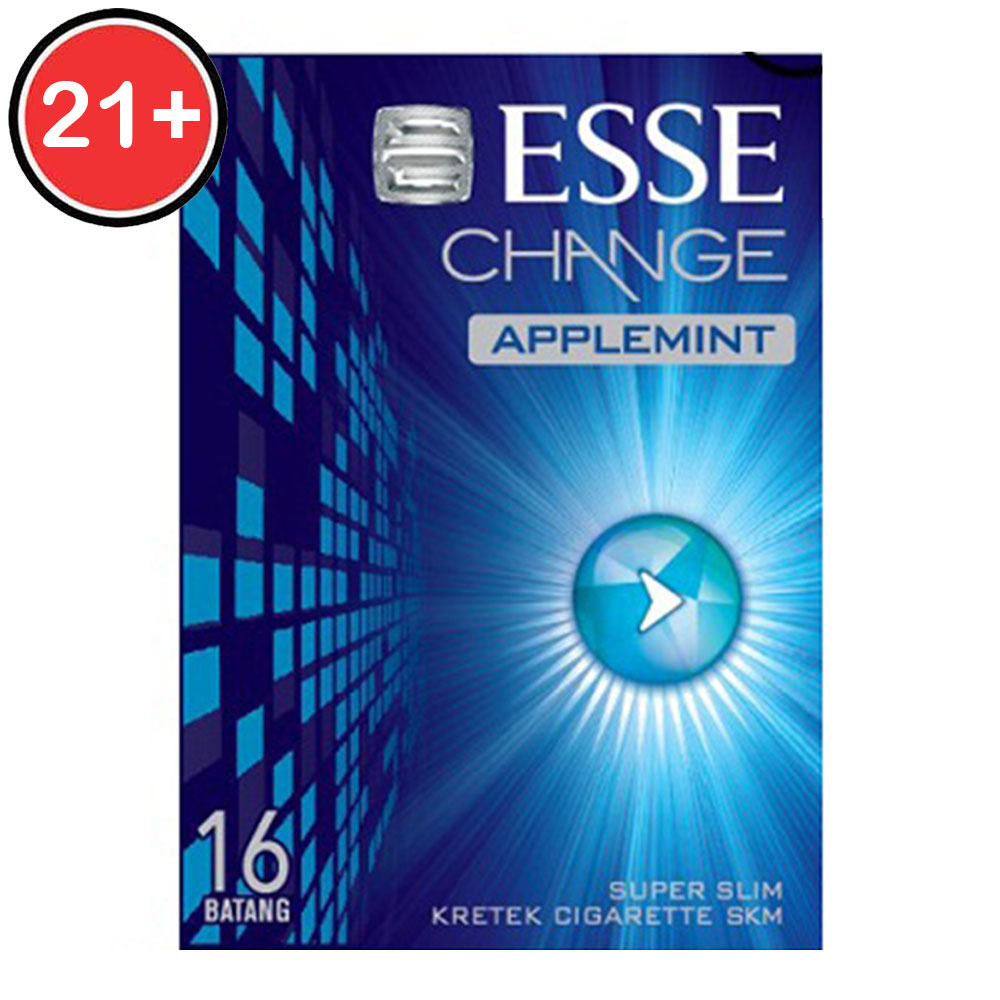 21+
ESSE
CHANGE
APPLEMINT
16
BATANG
SUPER SLIM
KRETEK CIGARETTE SKM